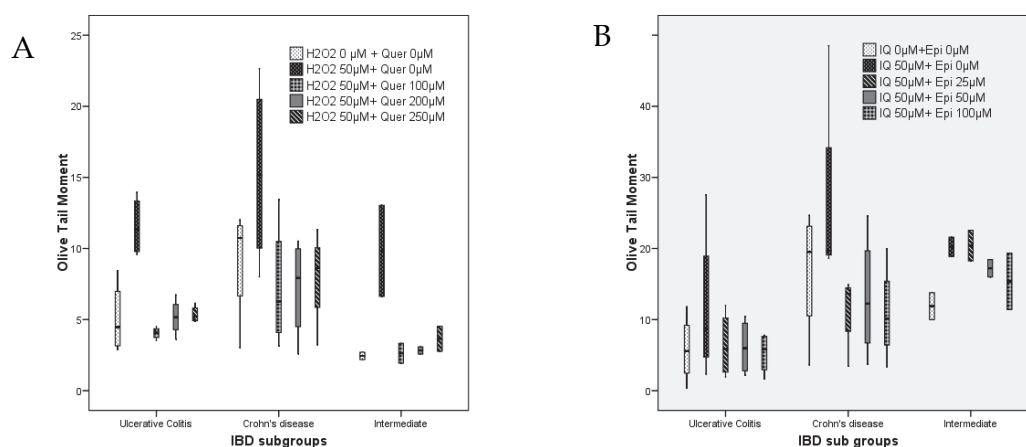 A
25
20
15
10
5
0
Olive Tail Moment
H2O2 0 µM + Quer 0µM
H2O2 50µM+ Quer 0µM
H2O2 50µM+ Quer 100µM
H2O2 50µM+ Quer 200µM
H2O2 50µM+ Quer 250µM
Ulcerative Colitis Crohn's disease Intermediate
IBD subgroups
B
40
30
20
10
0
Olive Tail Moment
IQ 0µM+Epi 0µM
IQ 50µM+ Epi 0µM
IQ 50µM+ Epi 25µM
IQ 50µM+ Epi 50µM
IQ 50µM+ Epi 100µM
Ulcerative Colitis Crohn's disease Intermediate
IBD sub groups